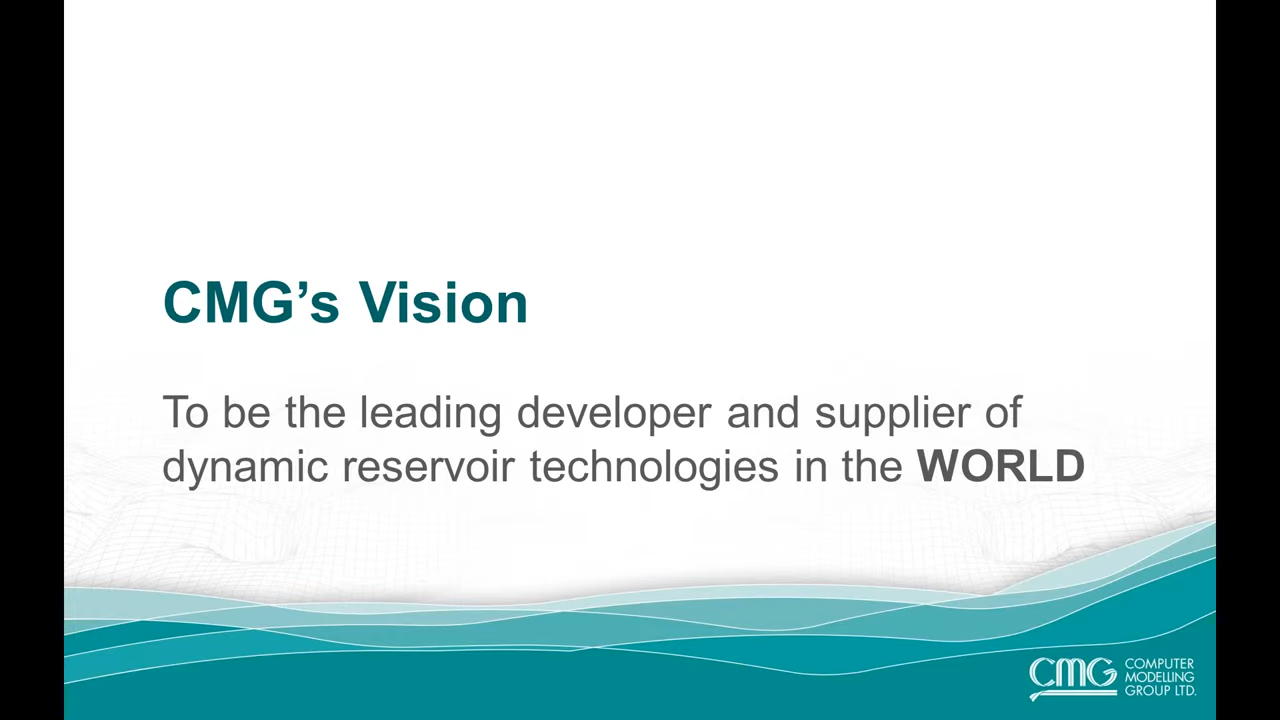 CMG’s Vision
To be the leading developer and supplier of
dynamic reservoir technologies in the WORLD
CMG
COMPUTER
MODELLING
GROUP LTD.